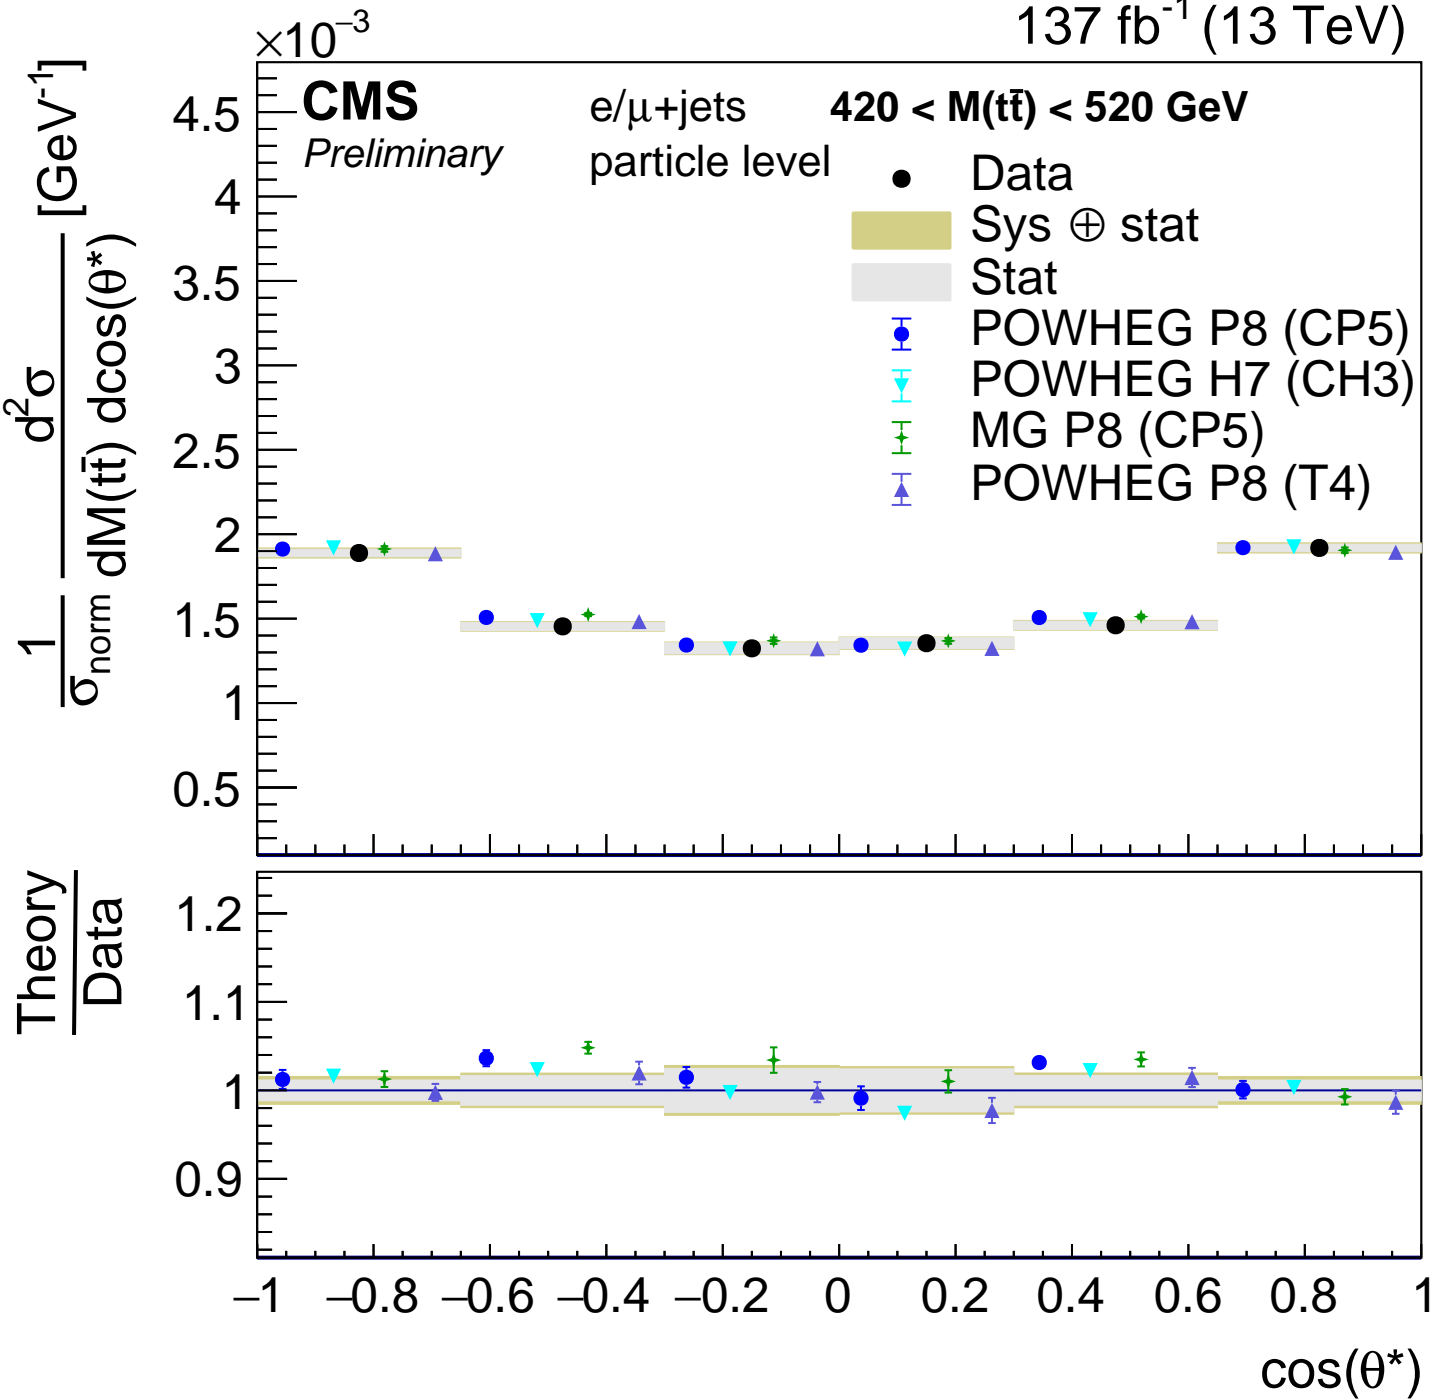 ×10⁻³
137 fb⁻¹ (13 TeV)
CMS
Preliminary
e/μ+jets
particle level
420 < M(tt̄) < 520 GeV
Data
Sys ⊕ stat
Stat
POWHEG P8 (CP5)
POWHEG H7 (CH3)
MG P8 (CP5)
POWHEG P8 (T4)
1
σnorm
d²σ
dM(tt̄) dcos(θ*)
[GeV⁻¹]
4.5
4
3.5
3
2.5
2
1.5
1
0.5
Theory
Data
1.2
1.1
1
0.9
−1 −0.8 −0.6 −0.4 −0.2 0 0.2 0.4 0.6 0.8 1
cos(θ*)